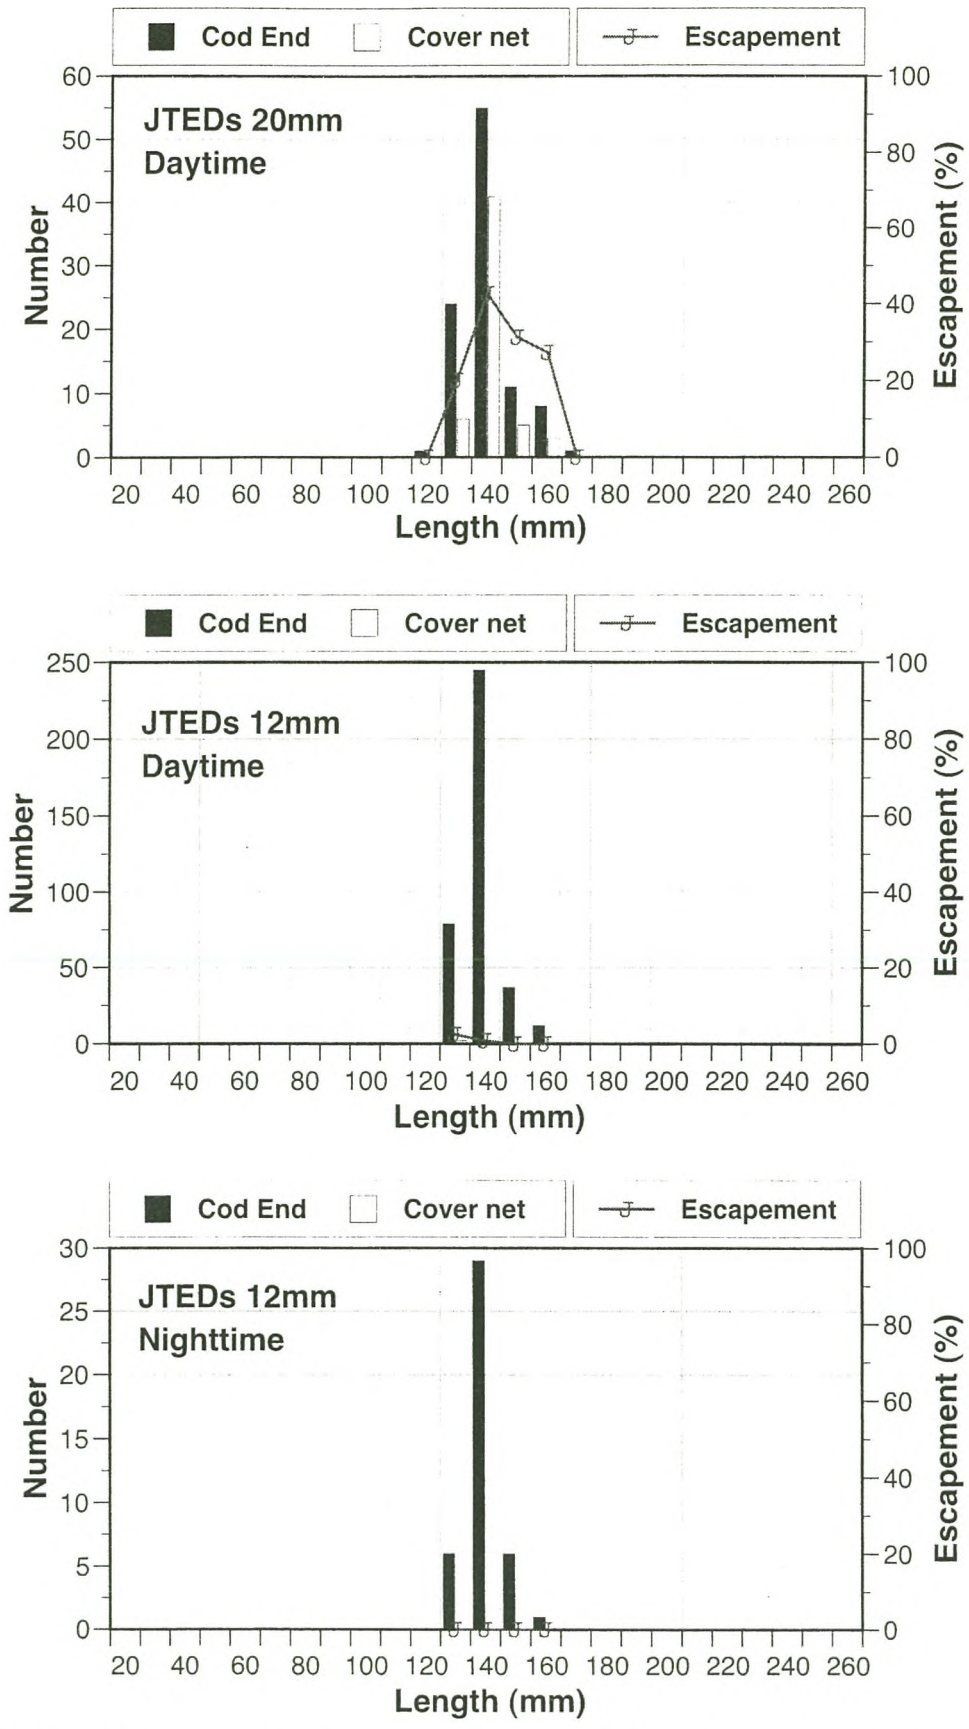 Cod End Cover net Escapement
JTEDs 20mm
Daytime
60
50
40
30
20
10
0
Number
100
80
60
40
20
0
Escapement (%)
20 40 60 80 100 120 140 160 180 200 220 240 260
Length (mm)
Cod End Cover net Escapement
JTEDs 12mm
Daytime
250
200
150
100
50
0
Number
100
80
60
40
20
0
Escapement (%)
20 40 60 80 100 120 140 160 180 200 220 240 260
Length (mm)
Cod End Cover net Escapement
JTEDs 12mm
Nighttime
30
25
20
15
10
5
0
Number
100
80
60
40
20
0
Escapement (%)
20 40 60 80 100 120 140 160 180 200 220 240 260
Length (mm)